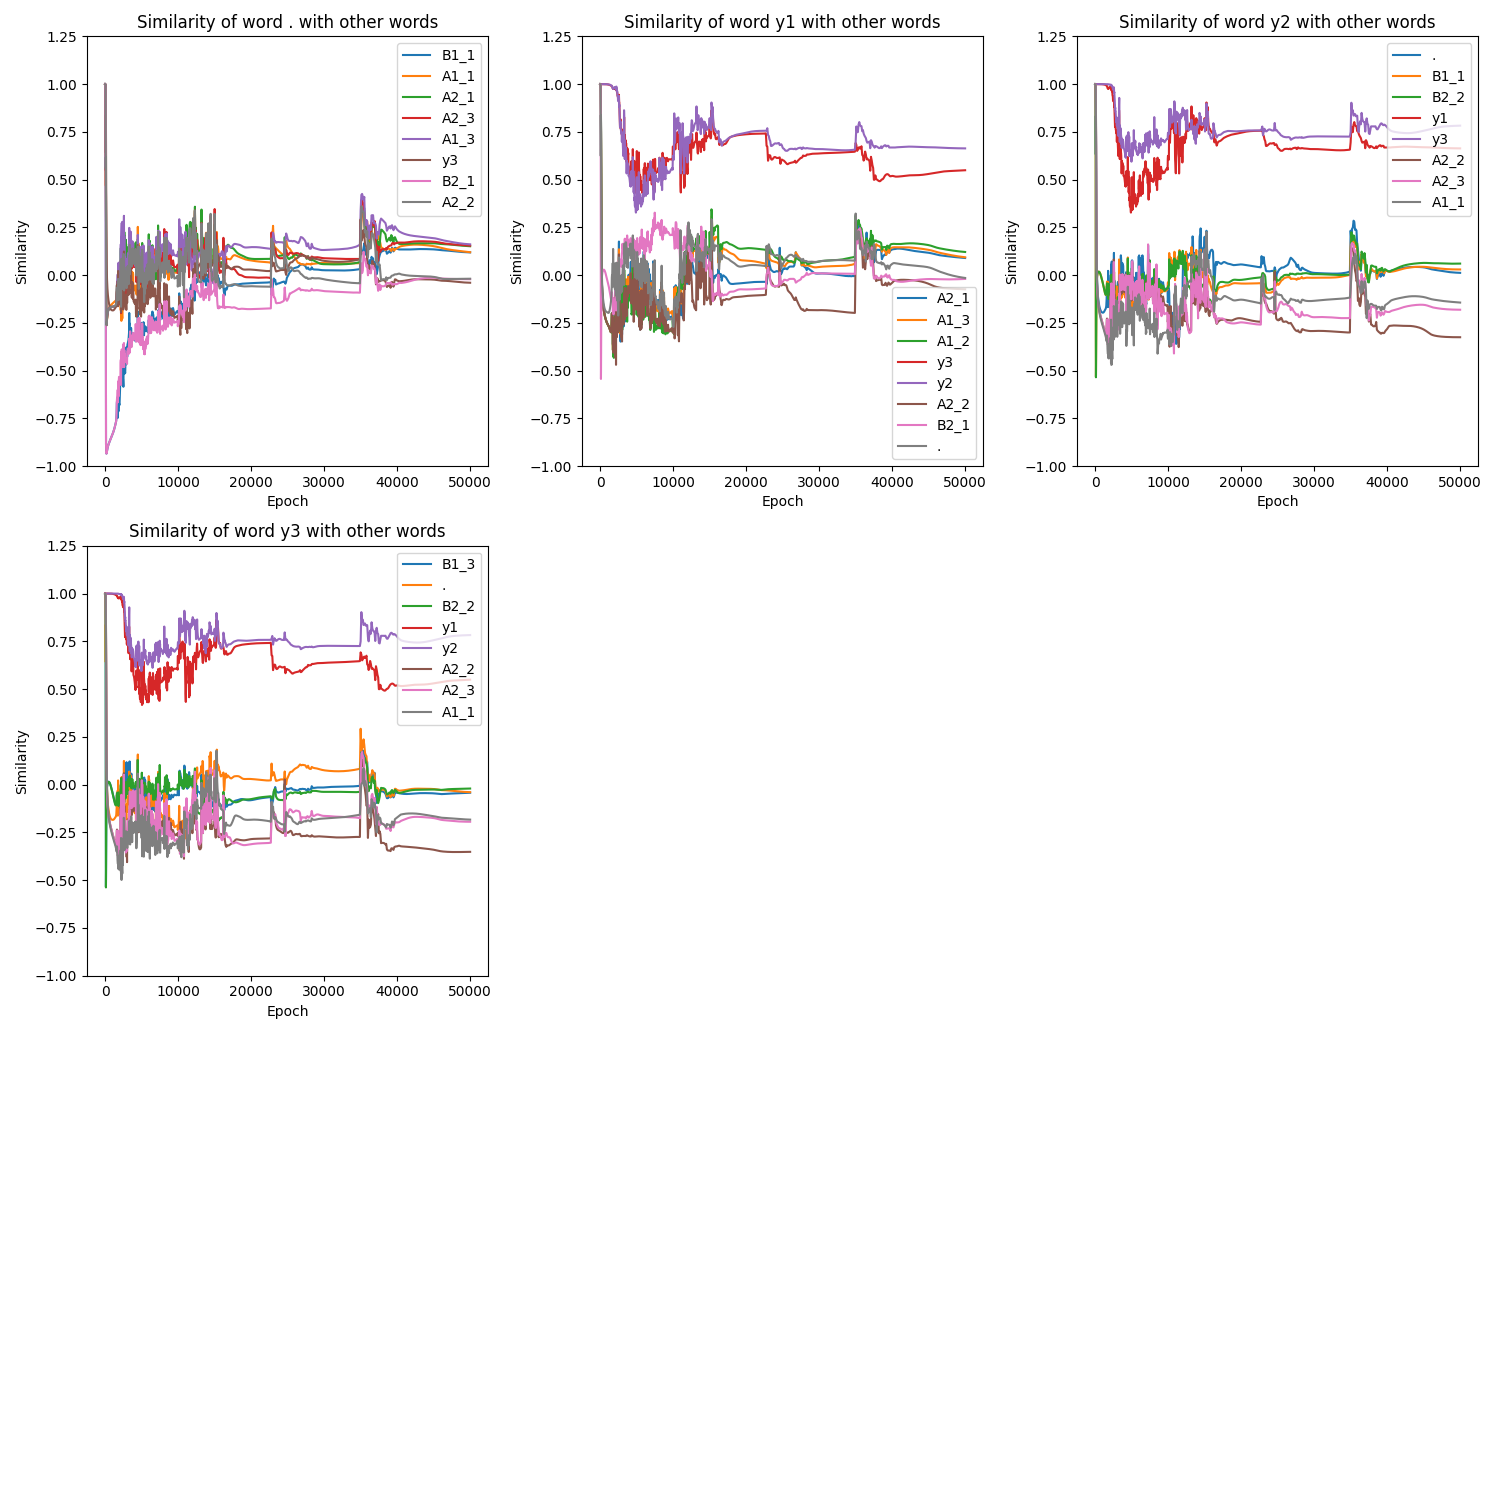 Similarity of word . with other words
Similarity
1.25
1.00
0.75
0.50
0.25
0.00
−0.25
−0.50
−0.75
−1.00
0
10000
20000
30000
40000
50000
Epoch
B1_1
A1_1
A2_1
A2_3
A1_3
y3
B2_1
A2_2
Similarity of word y1 with other words
Similarity
1.25
1.00
0.75
0.50
0.25
0.00
−0.25
−0.50
−0.75
−1.00
0
10000
20000
30000
40000
50000
Epoch
A2_1
A1_3
A1_2
y3
y2
A2_2
B2_1
.
Similarity of word y2 with other words
Similarity
1.25
1.00
0.75
0.50
0.25
0.00
−0.25
−0.50
−0.75
−1.00
0
10000
20000
30000
40000
50000
Epoch
.
B1_1
B2_2
y1
y3
A2_2
A2_3
A1_1
Similarity of word y3 with other words
Similarity
1.25
1.00
0.75
0.50
0.25
0.00
−0.25
−0.50
−0.75
−1.00
0
10000
20000
30000
40000
50000
Epoch
B1_3
.
B2_2
y1
y2
A2_2
A2_3
A1_1